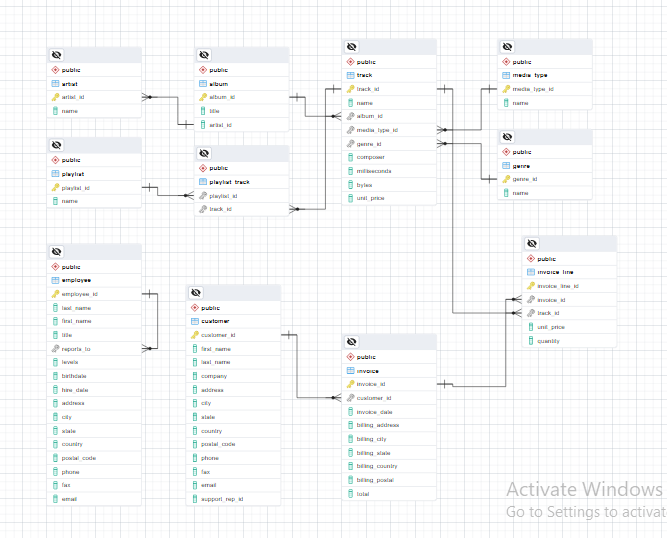 public
artist
artist_id
name
public
album
album_id
title
artist_id
public
track
track_id
name
album_id
media_type_id
genre_id
composer
milliseconds
bytes
unit_price
public
media_type
media_type_id
name
public
genre
genre_id
name
public
playlist
playlist_id
name
public
playlist_track
playlist_id
track_id
public
invoice_line
invoice_line_id
invoice_id
track_id
unit_price
quantity
public
employee
employee_id
last_name
first_name
title
reports_to
levels
birthdate
hire_date
address
city
state
country
postal_code
phone
fax
email
public
customer
customer_id
first_name
last_name
company
address
city
state
country
postal_code
phone
fax
email
support_rep_id
public
invoice
invoice_id
customer_id
invoice_date
billing_address
billing_city
billing_state
billing_country
billing_postal
total
Activate Windows
Go to Settings to activat